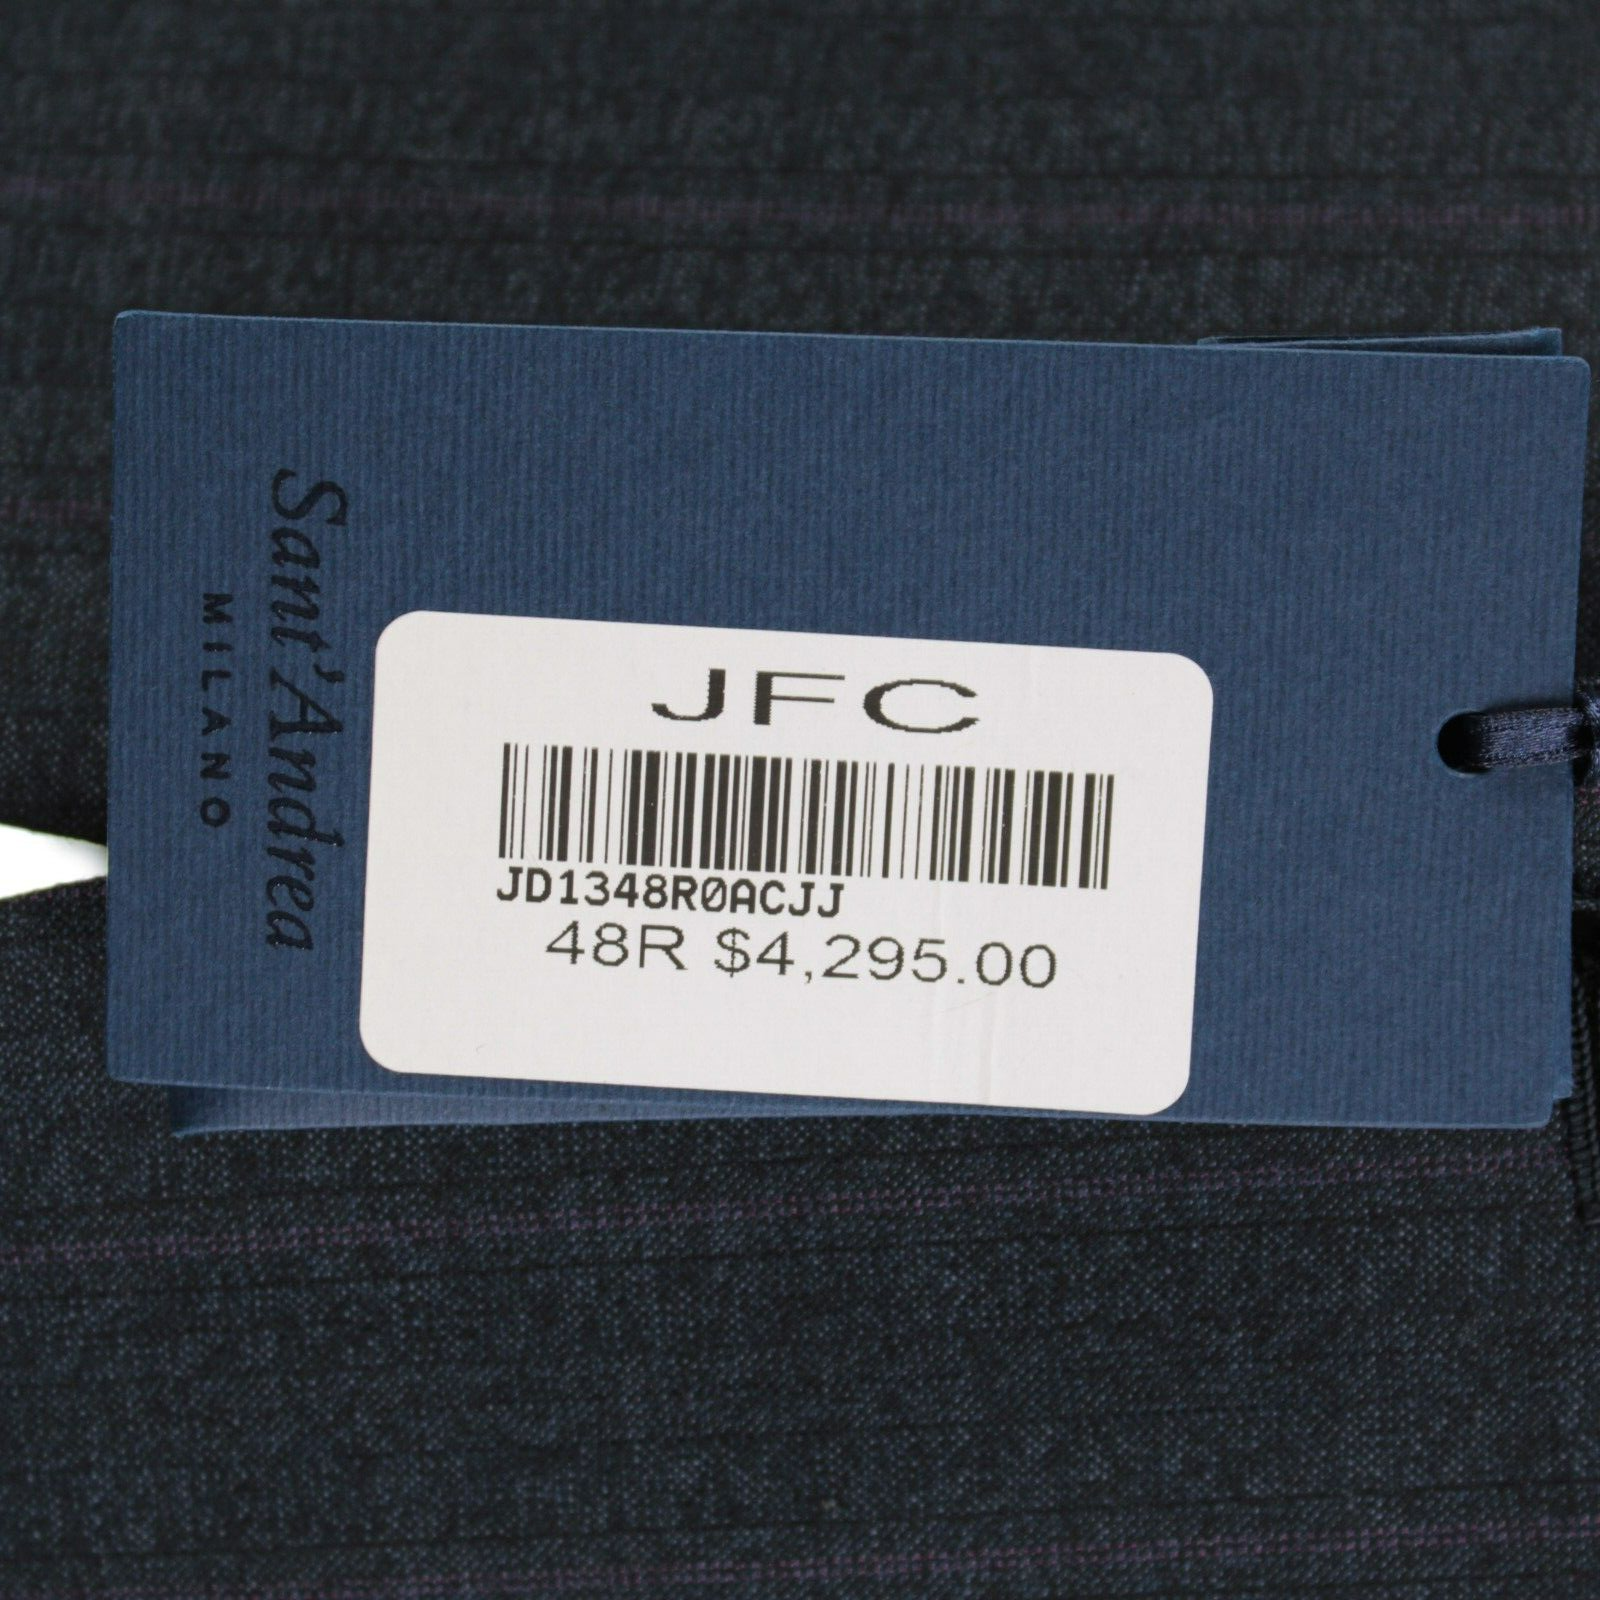 Sant'Andrea
MILANO
JFC
JD1348R0ACJJ
48R $4,295.00